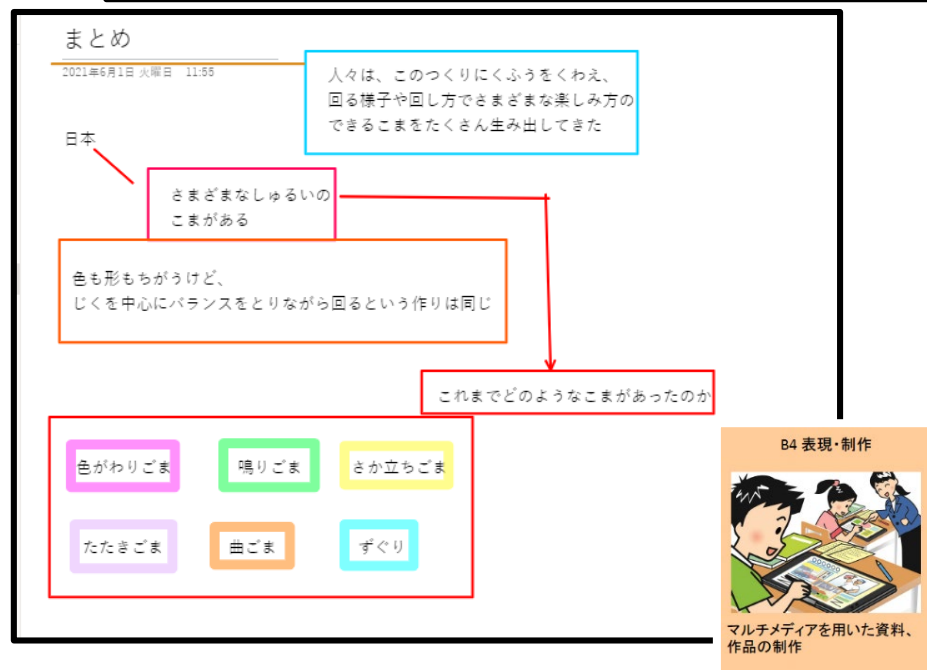 まとめ
2021年6月1日 火曜日 11:55
人々は、このつくりにくふうをくわえ、
回る様子や回し方でさまざまな楽しみ方の
できるこまをたくさん生み出してきた
日本
さまざまなしゅるいの
こまがある
色も形もちがうけど、
じくを中心にバランスをとりながら回るという作りは同じ
これまでどのようなこまがあったのか
色がわりごま
鳴りごま
さか立ちごま
たたきごま
曲ごま
ずぐり
B4 表現・制作
マルチメディアを用いた資料、
作品の制作